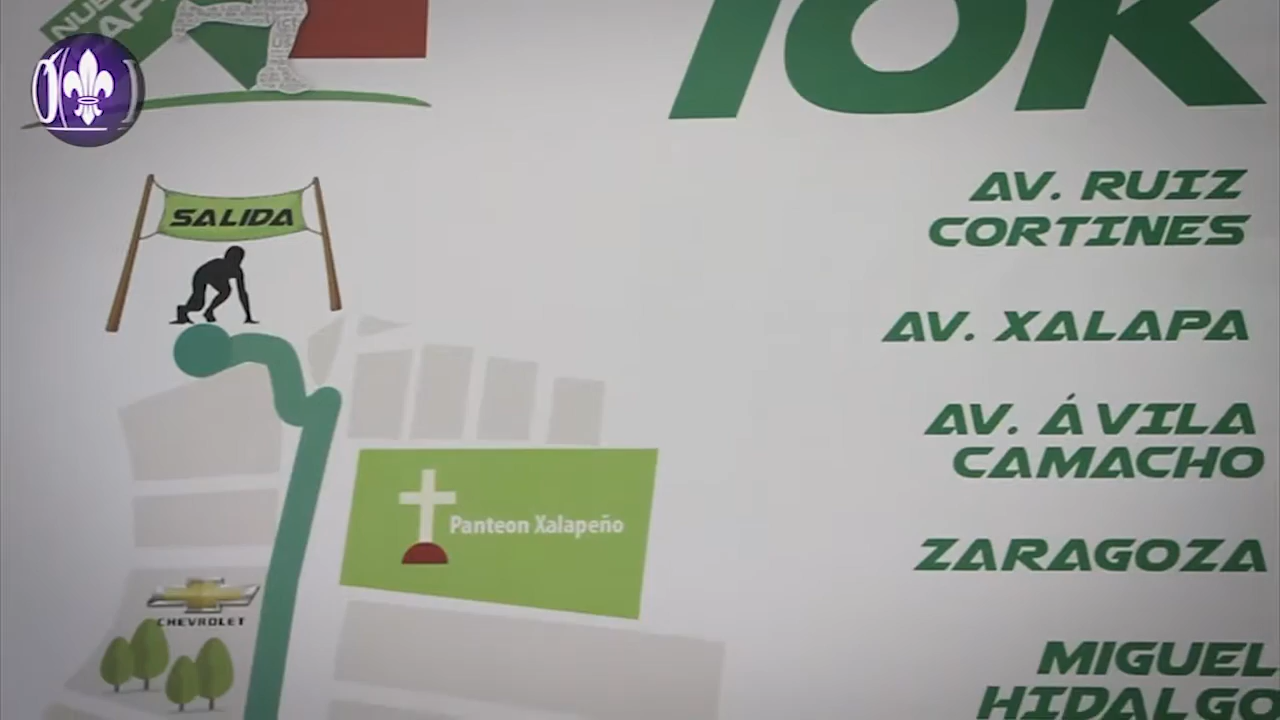 10K
SALIDA
AV. RUIZ
CORTINES
AV. XALAPA
AV. ÁVILA
CAMACHO
Panteon Xalapeño
ZARAGOZA
CHEVROLET
MIGUEL
HIDALGO